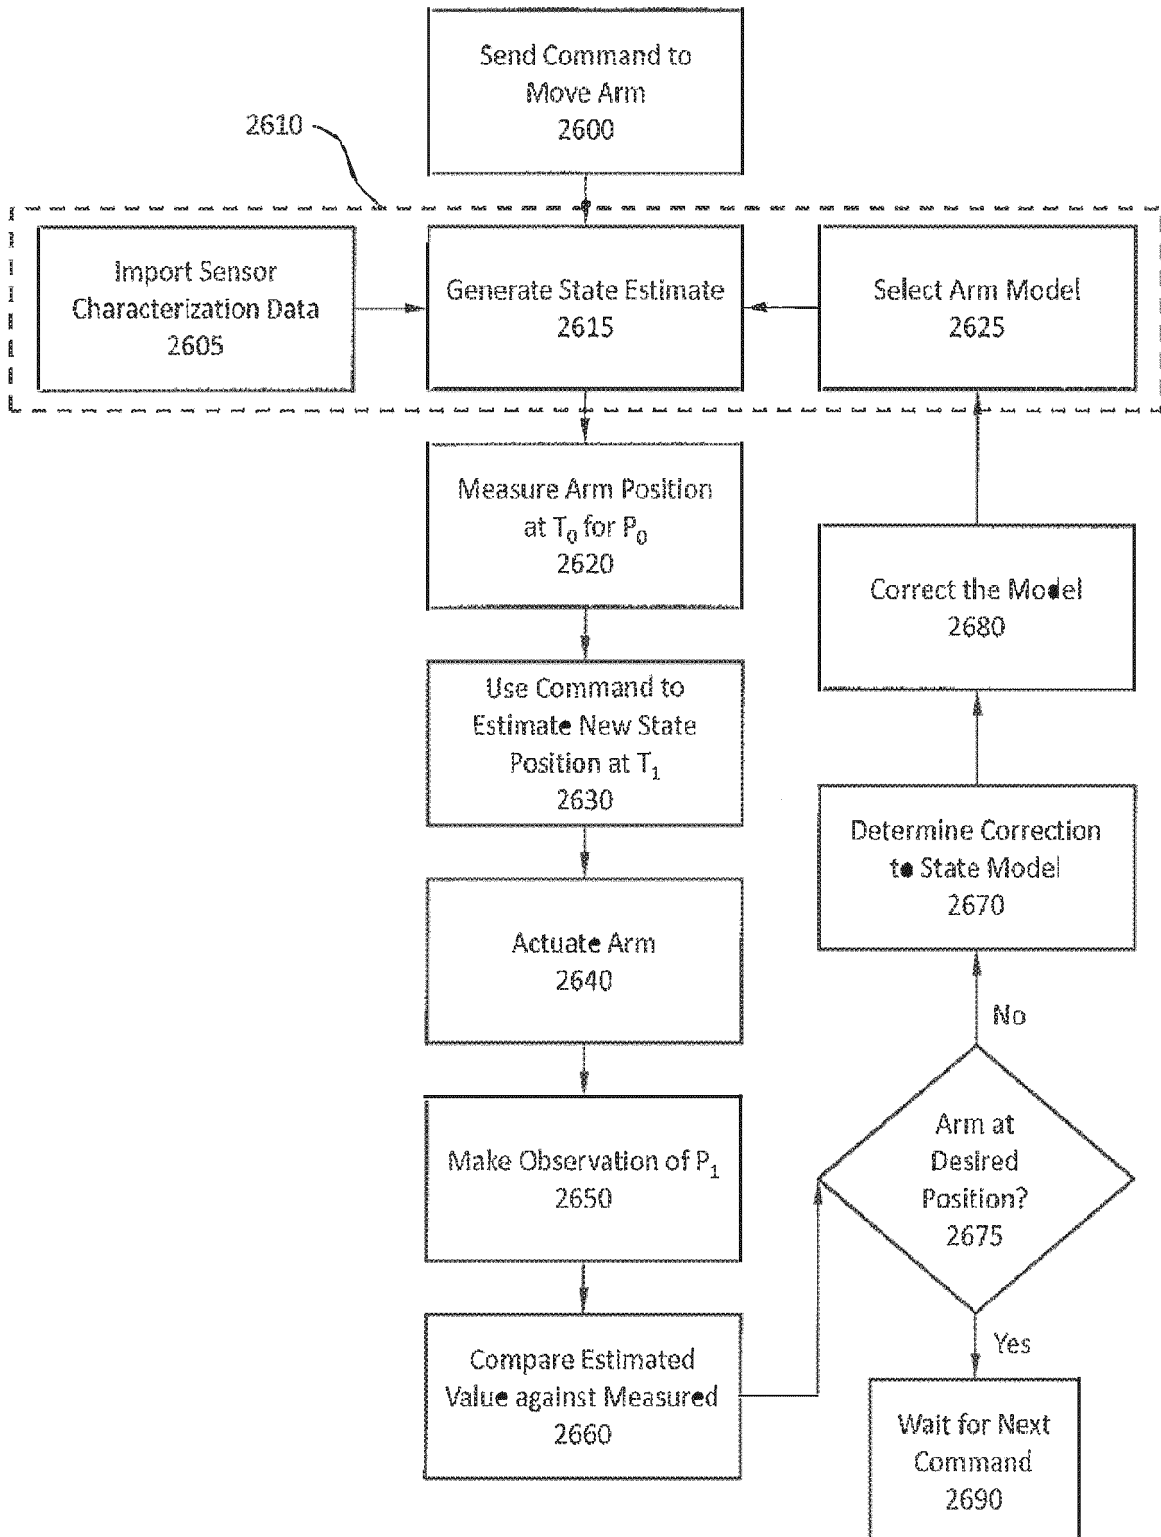 Send Command to
Move Arm
2600
2610
Import Sensor
Characterization Data
2605
Generate State Estimate
2615
Select Arm Model
2625
Measure Arm Position
at T₀ for P₀
2620
Use Command to
Estimate New State
Position at T₁
2630
Actuate Arm
2640
Make Observation of P₁
2650
Compare Estimated
Value against Measured
2660
Correct the Model
2680
Determine Correction
to State Model
2670
No
Arm at
Desired
Position?
2675
Yes
Wait for Next
Command
2690